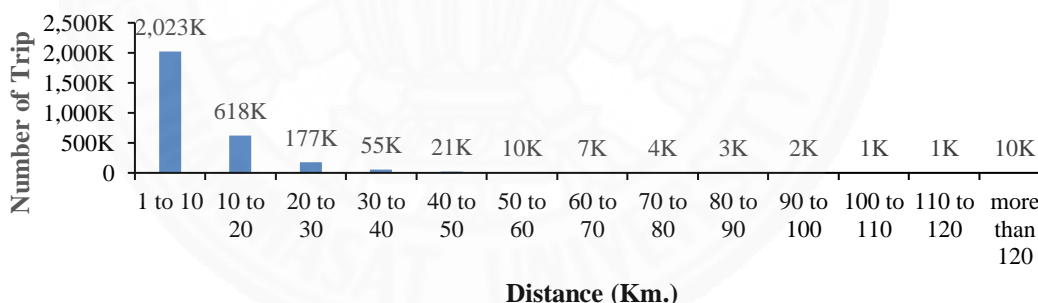 Number of Trip
2,500K
2,000K
1,500K
1,000K
500K
0
2,023K
618K
177K
55K
21K
10K
7K
4K
3K
2K
1K
1K
10K
1 to 10
10 to
20
20 to
30
30 to
40
40 to
50
50 to
60
60 to
70
70 to
80
80 to
90
90 to
100
100 to
110
110 to
120
more
than
120
Distance (Km.)